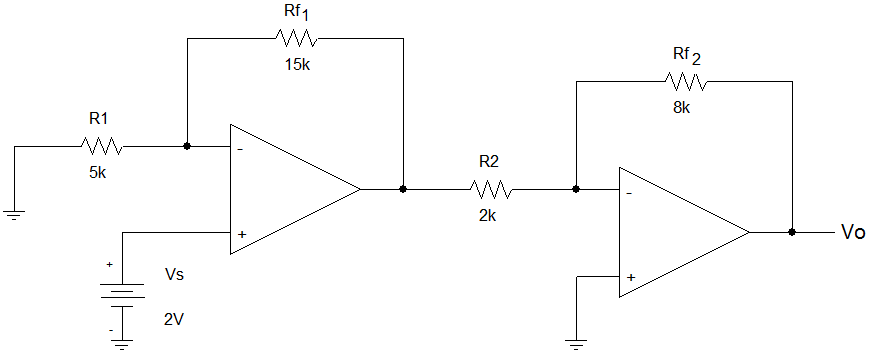 Rf1
15k
Rf2
8k
R1
5k
-
R2
2k
-
+
Vo
+
+
Vs
2V
-